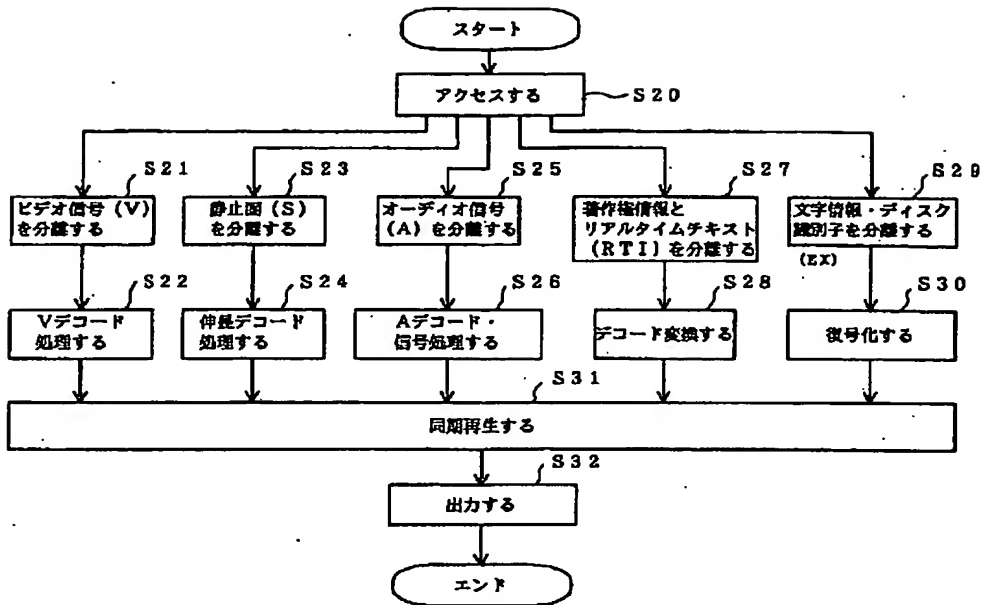 スタート
アクセスする
S20
S21
S23
S25
S27
S29
ビデオ信号(V)
を分離する
静止画(S)
を分離する
オーディオ信号
(A)を分離する
著作権情報と
リアルタイムテキスト
(RTI)を分離する
文字情報・ディスク
識別子を分離する
(EX)
S22
S24
S26
S28
S30
Vデコード
処理する
伸長デコード
処理する
Aデコード・
信号処理する
デコード変換する
復号化する
S31
同期再生する
S32
出力する
エンド